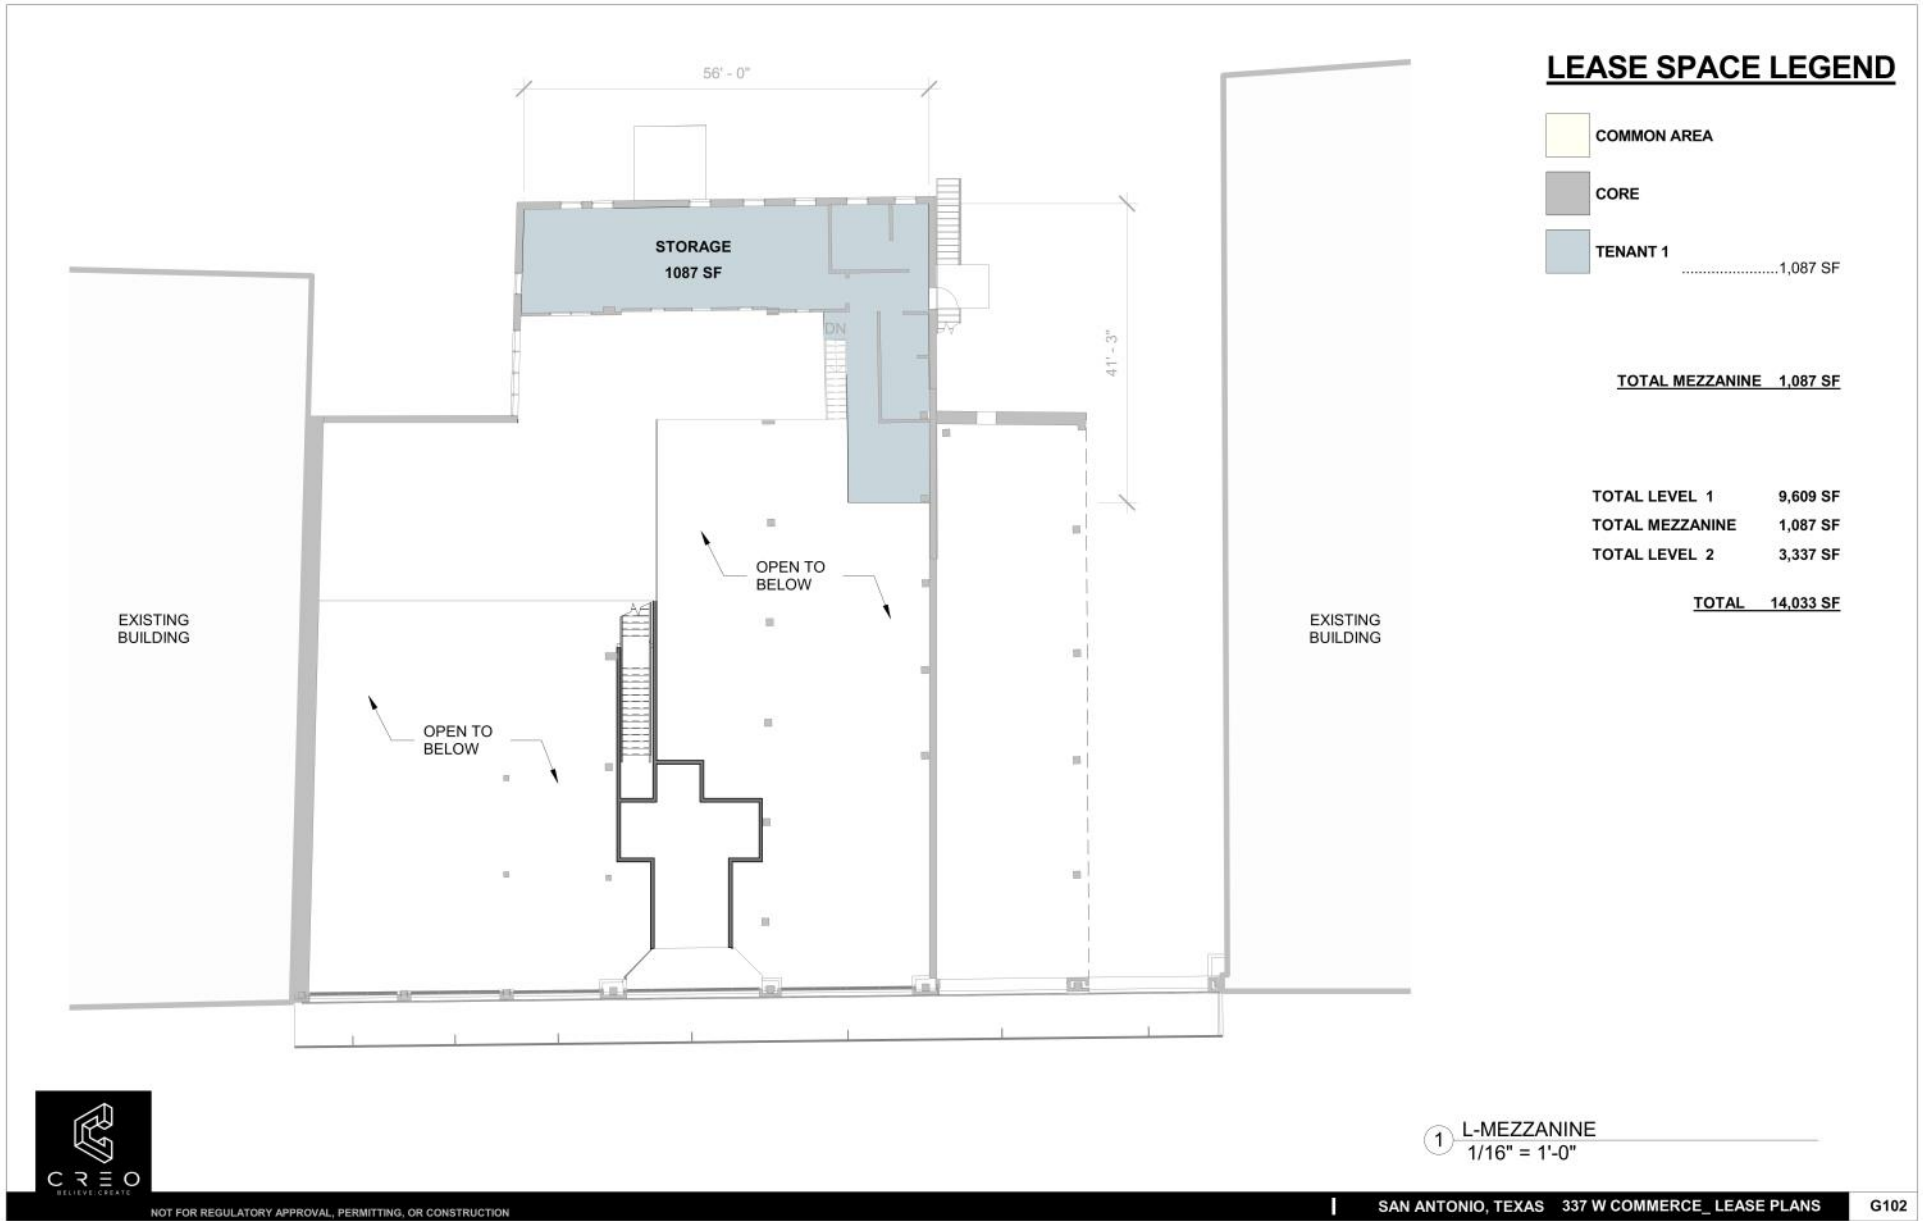 56' - 0"
LEASE SPACE LEGEND
COMMON AREA
CORE
TENANT 1 ......................1,087 SF
STORAGE
1087 SF
DN
41' - 3"
TOTAL MEZZANINE 1,087 SF
TOTAL LEVEL 1 9,609 SF
TOTAL MEZZANINE 1,087 SF
TOTAL LEVEL 2 3,337 SF
TOTAL 14,033 SF
OPEN TO
BELOW
EXISTING
BUILDING
EXISTING
BUILDING
OPEN TO
BELOW
1 L-MEZZANINE
1/16" = 1'-0"
CREO
BELIEVE:CREATE
NOT FOR REGULATORY APPROVAL, PERMITTING, OR CONSTRUCTION
SAN ANTONIO, TEXAS 337 W COMMERCE_ LEASE PLANS G102